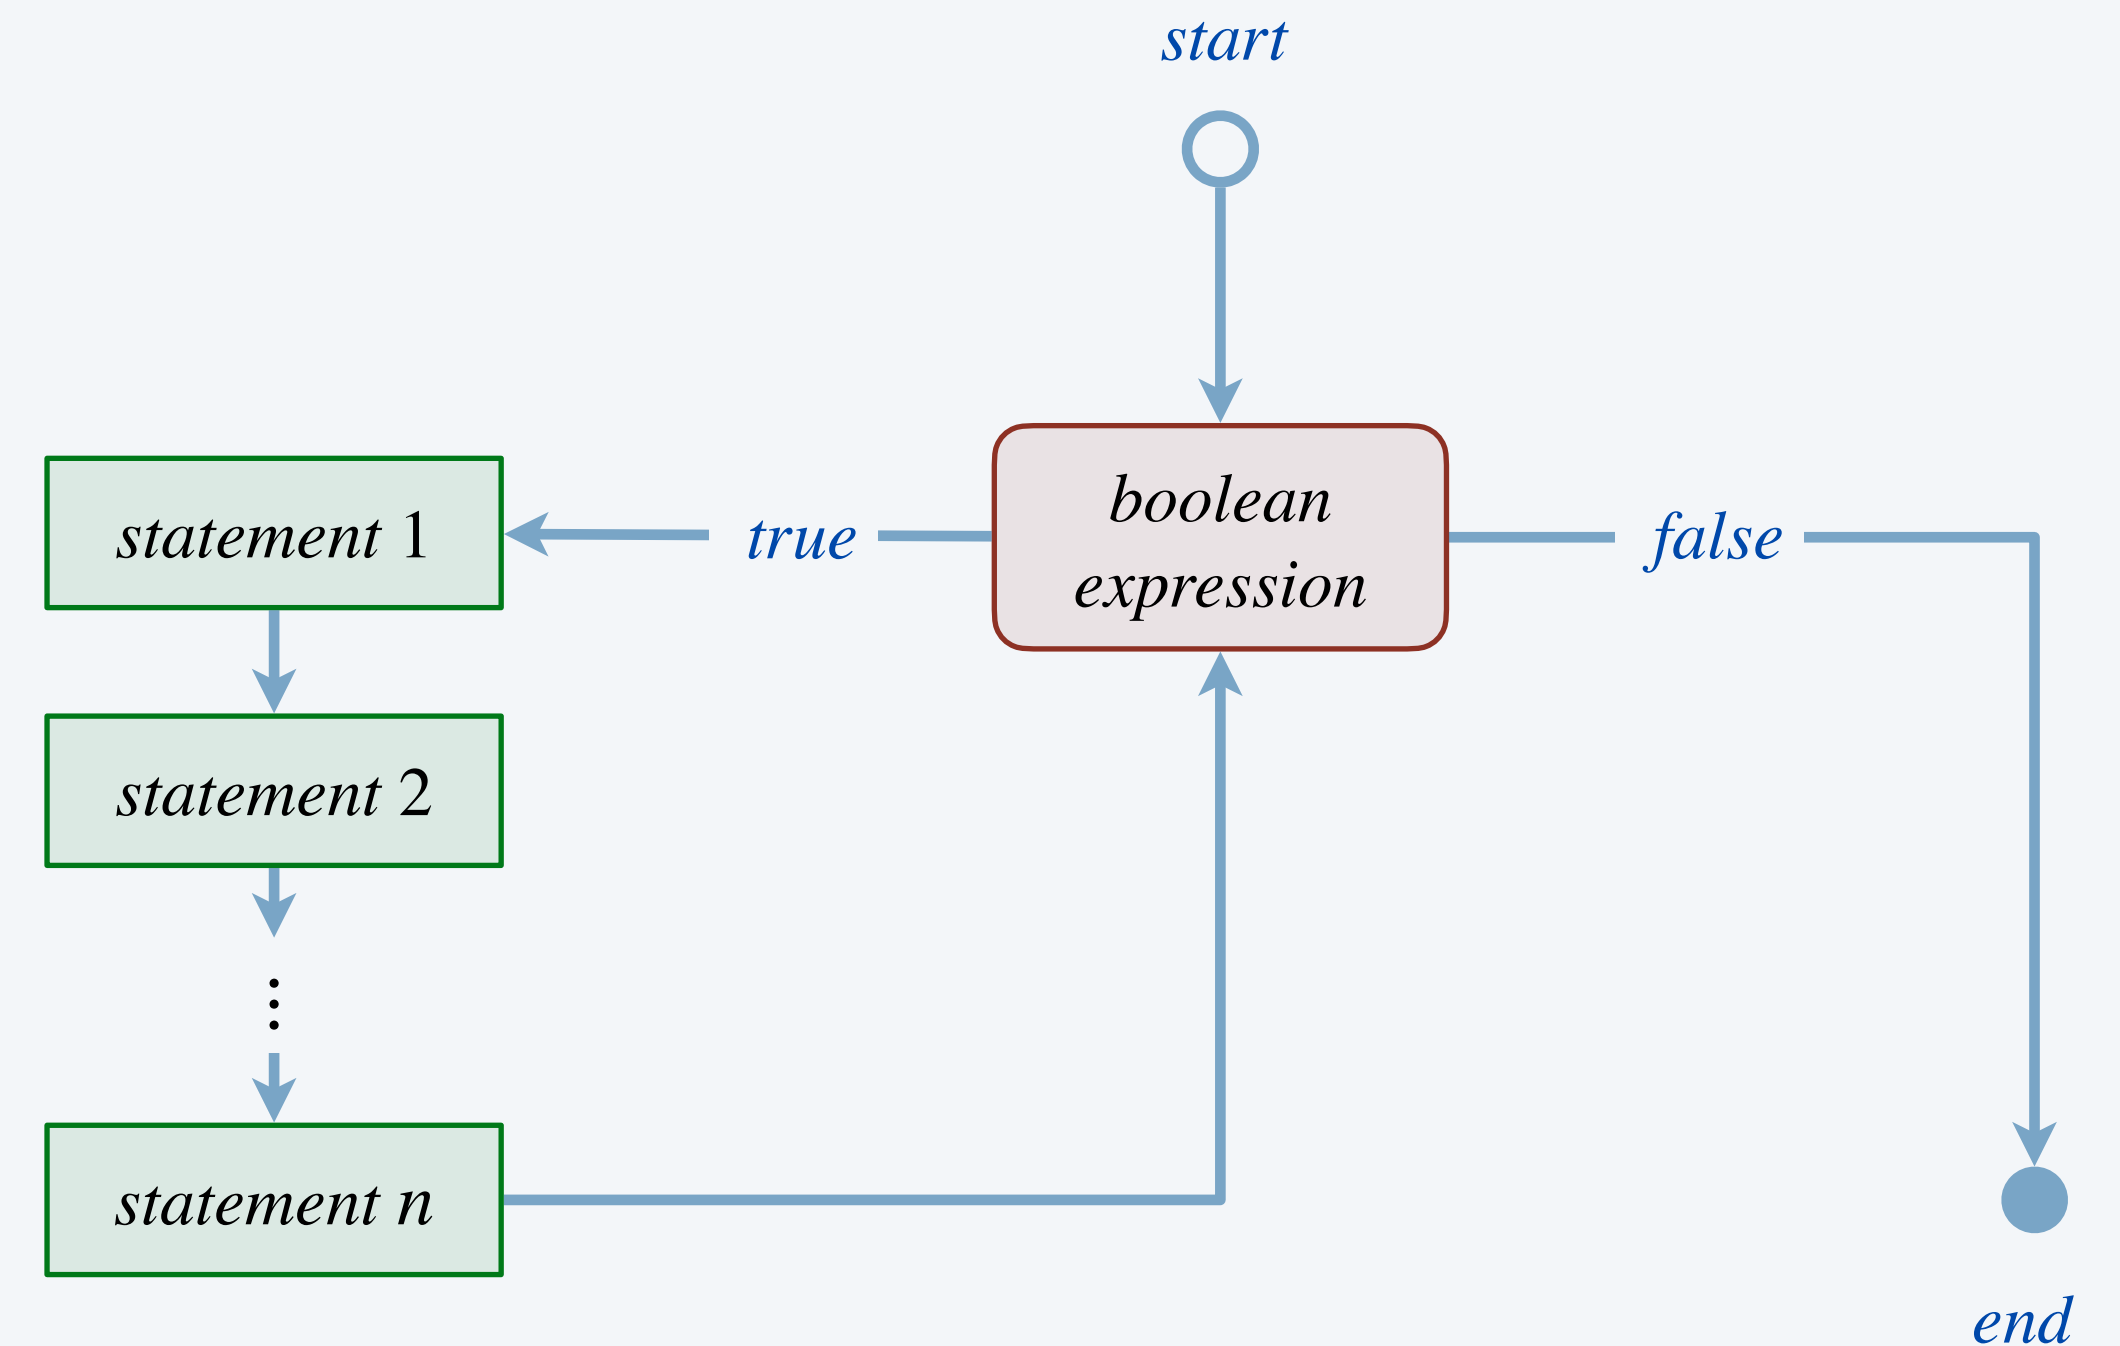 start
boolean
expression
true
false
statement 1
statement 2
⋮
statement n
end